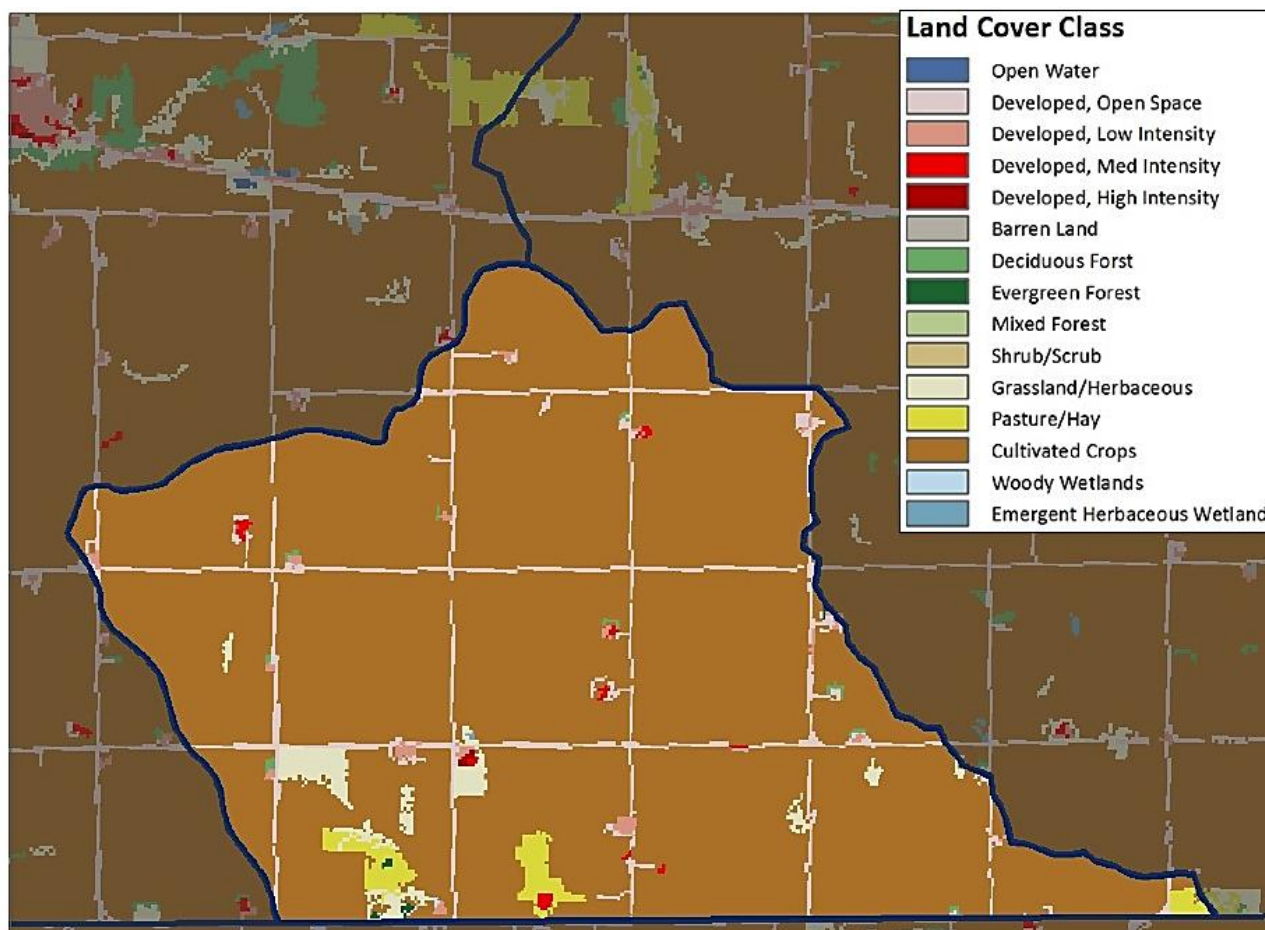 Land Cover Class
Open Water
Developed, Open Space
Developed, Low Intensity
Developed, Med Intensity
Developed, High Intensity
Barren Land
Deciduous Forst
Evergreen Forest
Mixed Forest
Shrub/Scrub
Grassland/Herbaceous
Pasture/Hay
Cultivated Crops
Woody Wetlands
Emergent Herbaceous Wetland